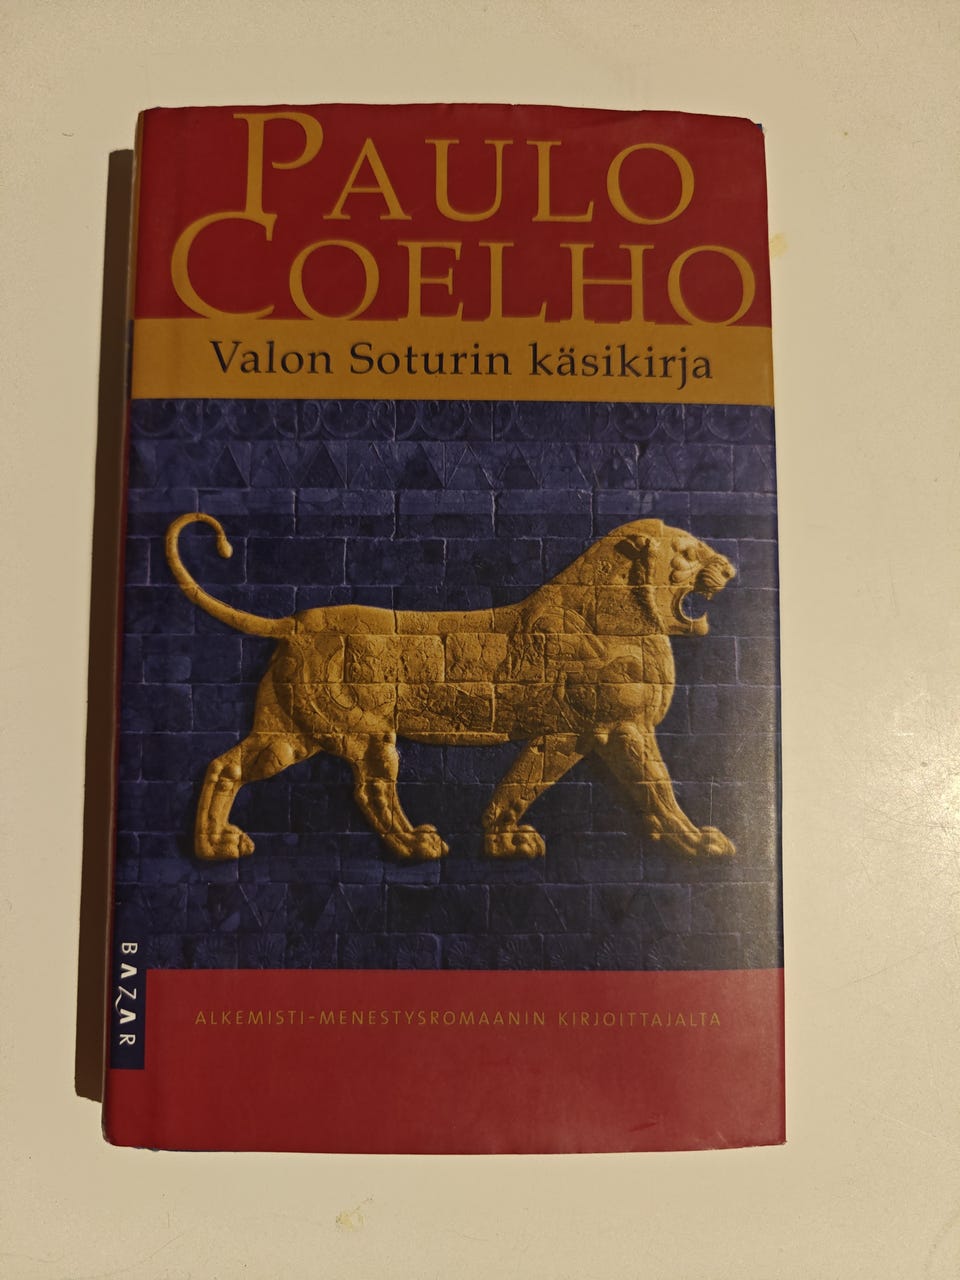 PAULO
COELHO
Valon Soturin käsikirja
BAZAR
ALKEMISTI-MENESTYSROMAANIN KIRJOITTAJALTA